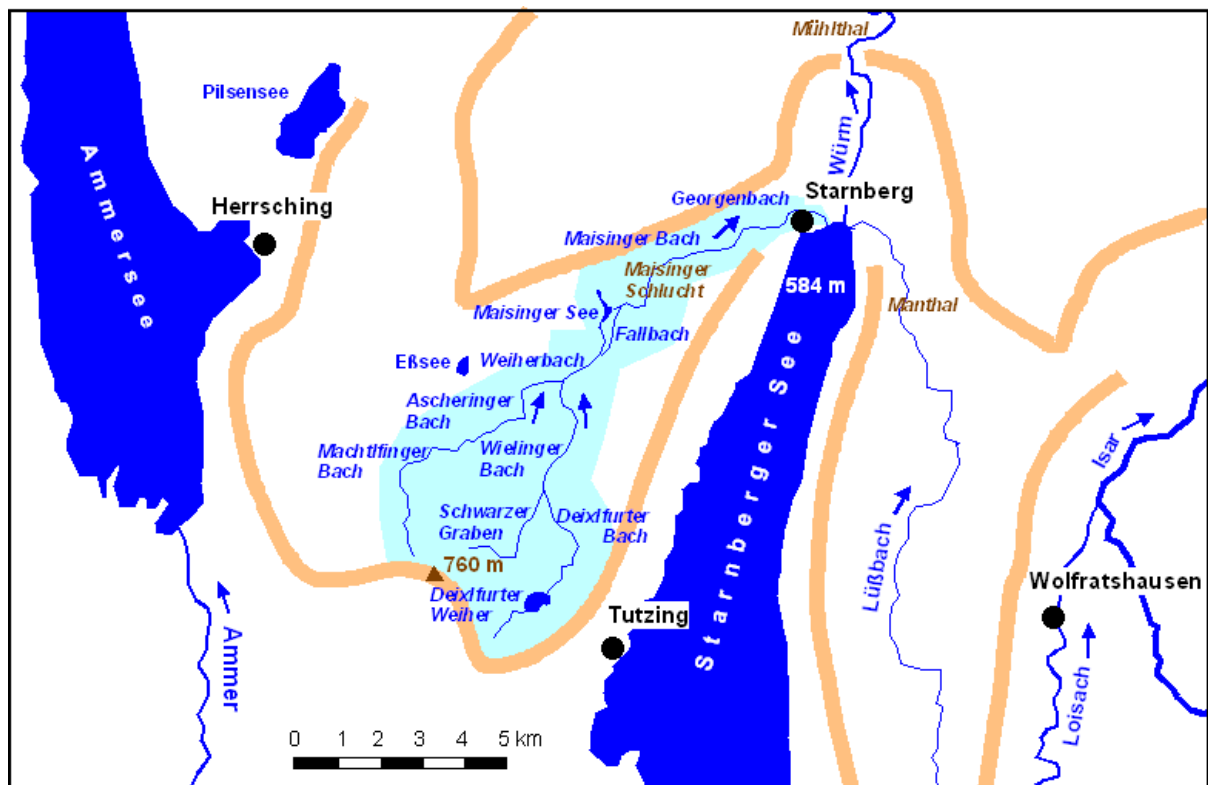 Mühlthal
Pilsensee
Ammersee
Würm
Georgenbach
Starnberg
Herrsching
Maisinger Bach
Maisinger
Schlucht
584 m
Manthal
Maisinger See
Fallbach
Eßsee
Weiherbach
Ascheringer
Bach
Machtlfinger
Bach
Wielinger
Bach
Isar
Starnberger See
Schwarzer
Graben
Deixlfurter
Bach
760 m
Deixlfurter
Weiher
Lüßbach
Wolfratshausen
Tutzing
Ammer
Loisach
0 1 2 3 4 5 km